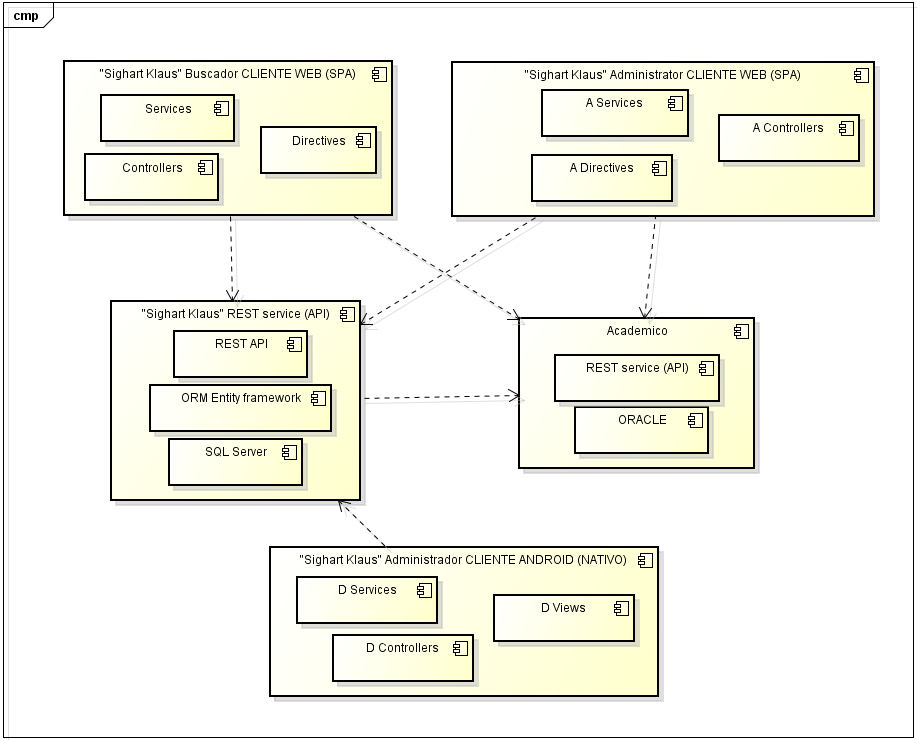 cmp
"Sighart Klaus" Buscador CLIENTE WEB (SPA)
Services
Directives
Controllers
"Sighart Klaus" Administrator CLIENTE WEB (SPA)
A Services
A Controllers
A Directives
"Sighart Klaus" REST service (API)
REST API
ORM Entity framework
SQL Server
Academico
REST service (API)
ORACLE
"Sighart Klaus" Administrador CLIENTE ANDROID (NATIVO)
D Services
D Views
D Controllers